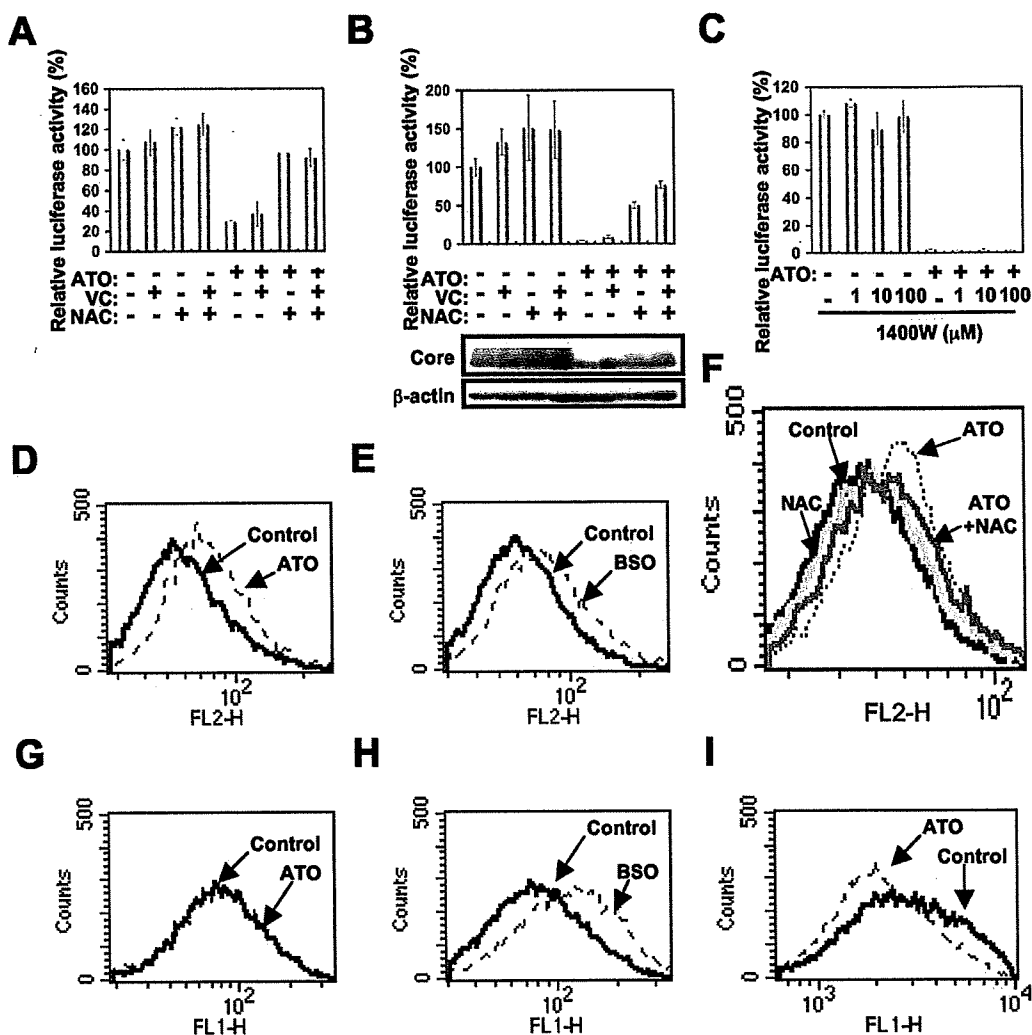 A
Relative luciferase activity (%)
160
140
120
100
80
60
40
20
0
ATO: - - - - + + + +
VC: - + - + - + - +
NAC: - - + + - - + +
B
Relative luciferase activity (%)
200
150
100
50
0
ATO: - - - - + + + +
VC: - + - + - + - +
NAC: - - + + - - + +
Core
β-actin
C
Relative luciferase activity (%)
120
100
80
60
40
20
0
ATO: - - - - + + + +
- 1 10 100 - 1 10 100
1400W (μM)
D
500
Counts
0
Control
ATO
10²
FL2-H
E
500
Counts
0
Control
BSO
10²
FL2-H
F
500
Counts
0
Control
ATO
NAC
ATO
+NAC
10²
FL2-H
G
500
Counts
0
Control
ATO
10²
FL1-H
H
500
Counts
0
Control
BSO
10²
FL1-H
I
500
Counts
0
ATO
Control
10³ 10⁴
FL1-H